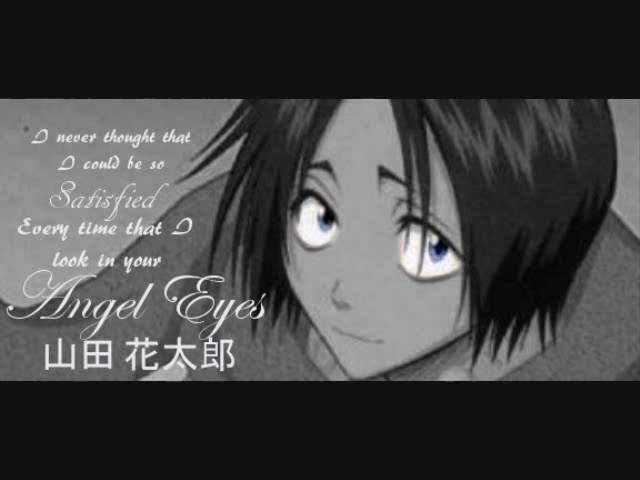 I never thought that
I could be so
Satisfied
Every time that I
look in your
Angel Eyes
山田 花太郎